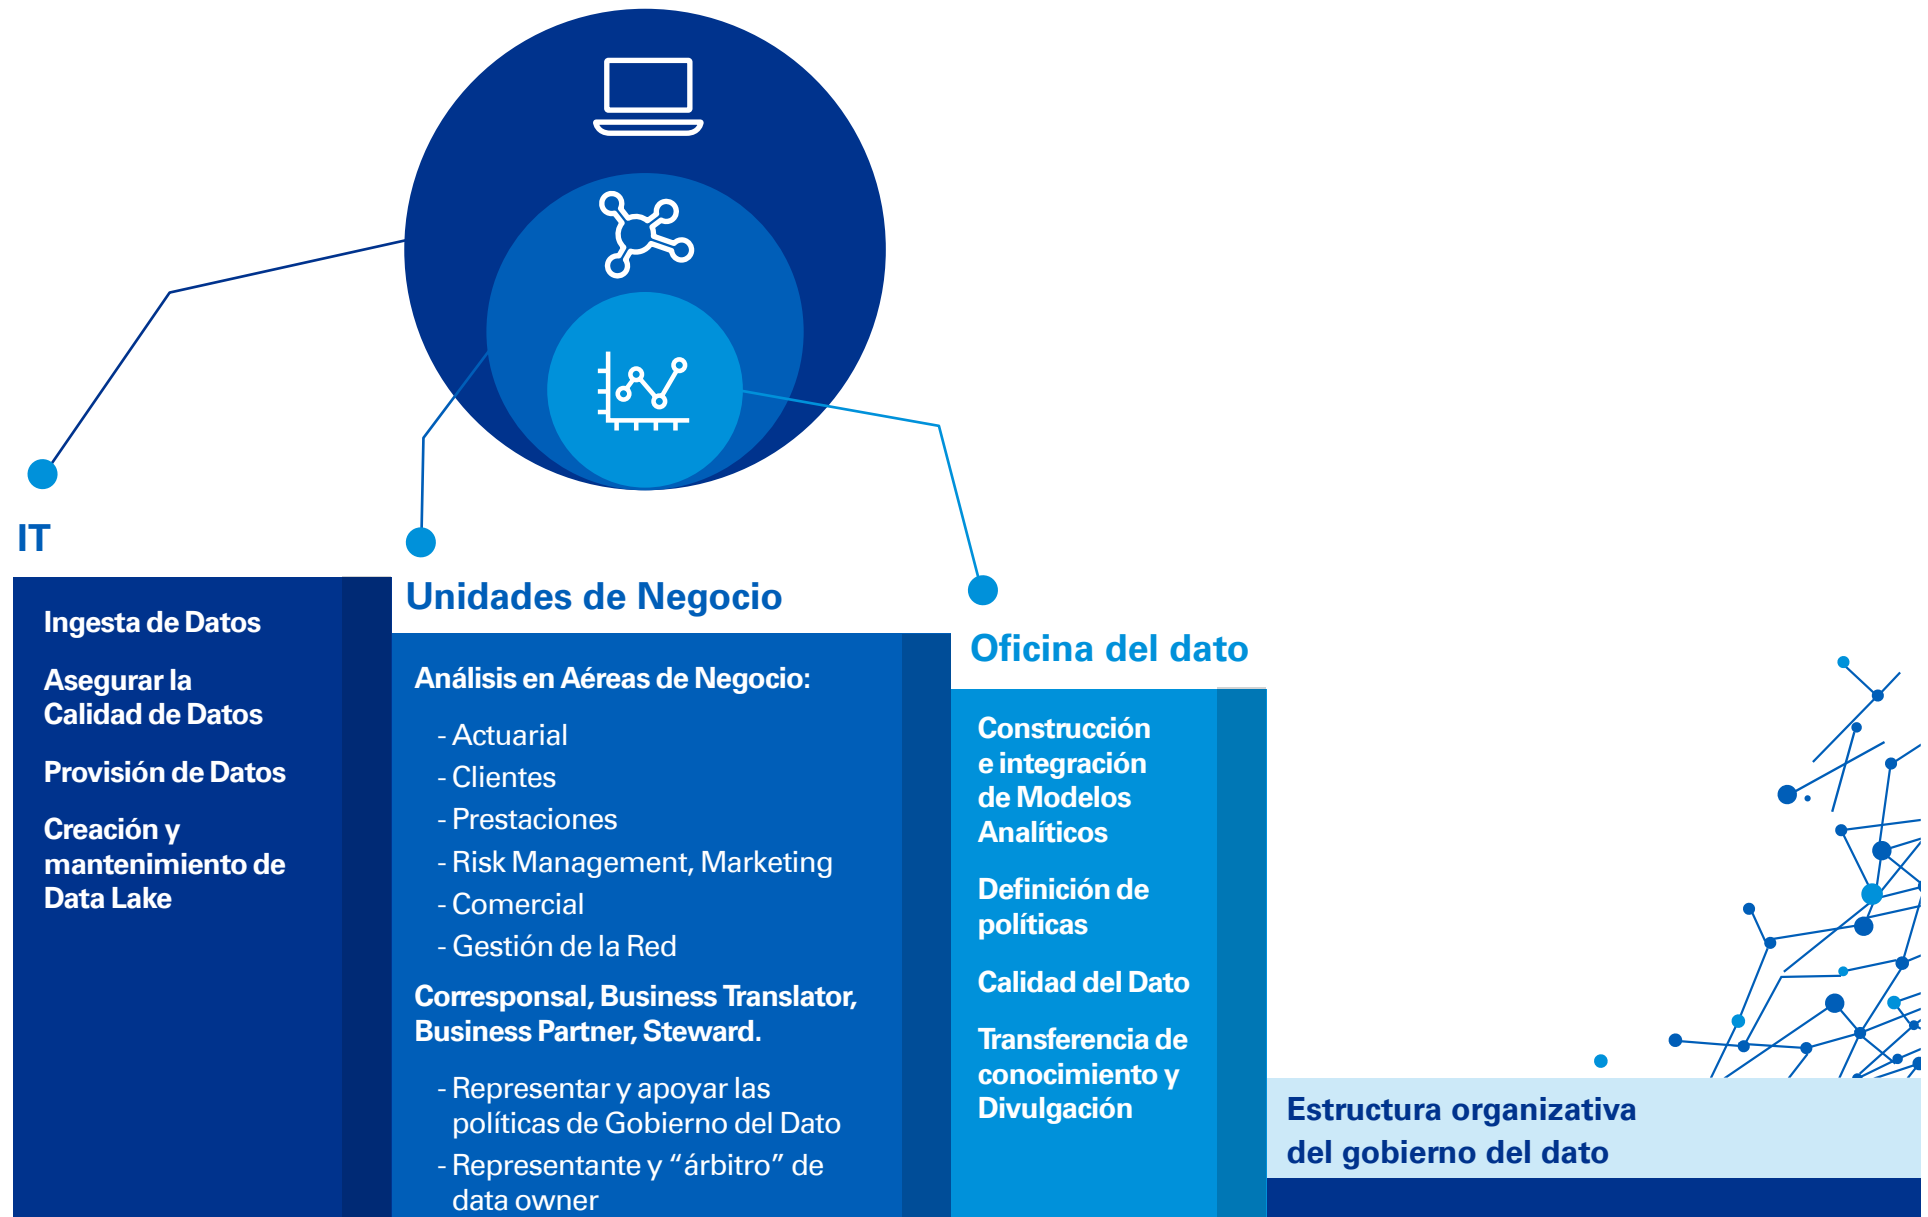 IT
Ingesta de Datos
Asegurar la
Calidad de Datos
Provisión de Datos
Creación y
mantenimiento de
Data Lake
Unidades de Negocio
Análisis en Aéreas de Negocio:
- Actuarial
- Clientes
- Prestaciones
- Risk Management, Marketing
- Comercial
- Gestión de la Red
Corresponsal, Business Translator,
Business Partner, Steward.
- Representar y apoyar las
políticas de Gobierno del Dato
- Representante y “árbitro” de
data owner
Oficina del dato
Construcción
e integración
de Modelos
Analíticos
Definición de
políticas
Calidad del Dato
Transferencia de
conocimiento y
Divulgación
Estructura organizativa
del gobierno del dato